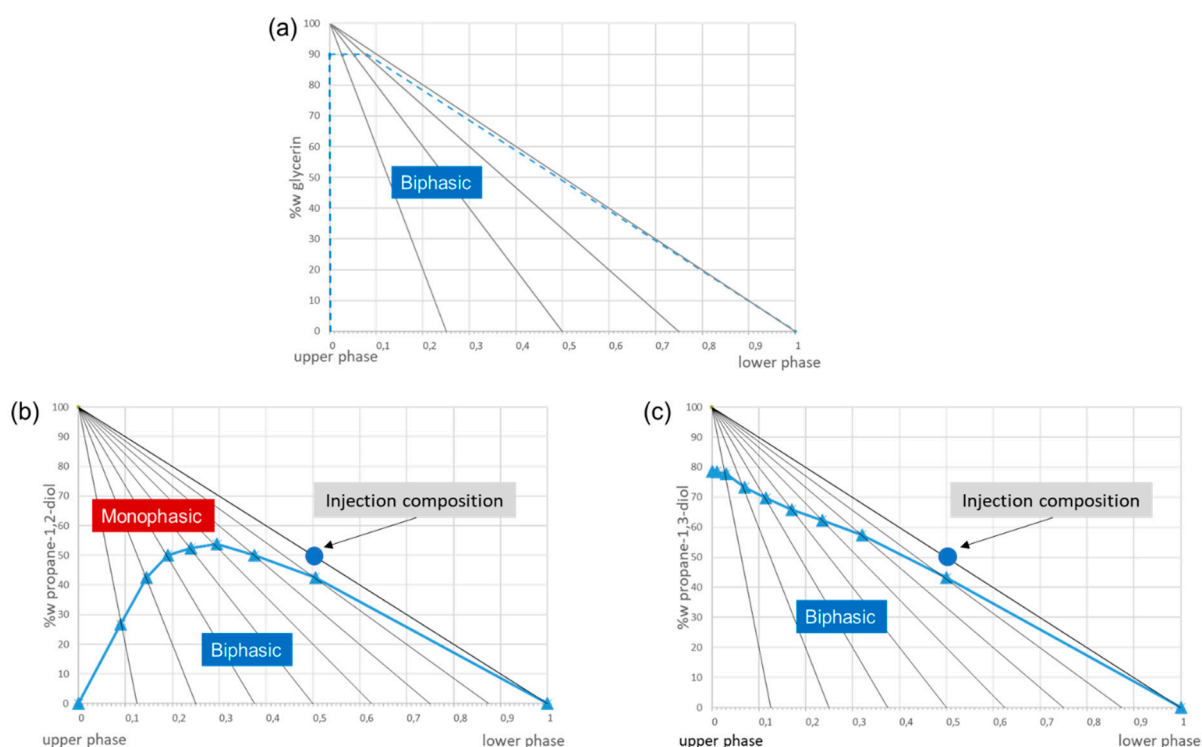 (a)
100
90
80
70
60
50
40
30
20
10
0
%w glycerin
Biphasic
0 0,1 0,2 0,3 0,4 0,5 0,6 0,7 0,8 0,9 1
upper phase
lower phase
(b)
100
90
80
70
60
50
40
30
20
10
0
%w propane-1,2-diol
Monophasic
Injection composition
Biphasic
0 0,1 0,2 0,3 0,4 0,5 0,6 0,7 0,8 0,9 1
upper phase
lower phase
(c)
100
90
80
70
60
50
40
30
20
10
0
%w propane-1,3-diol
Injection composition
Biphasic
0 0,1 0,2 0,3 0,4 0,5 0,6 0,7 0,8 0,9 1
upper phase
lower phase